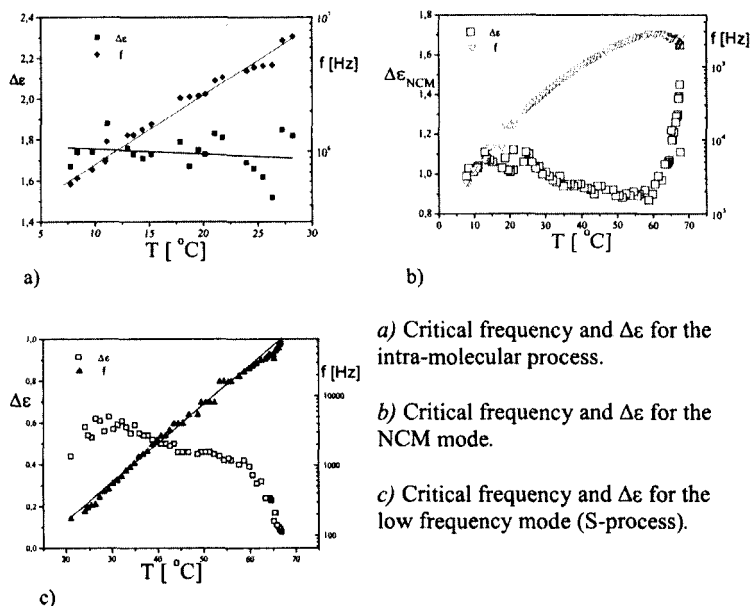 2,4
2,2
2,0
1,8
1,6
1,4
Δε
Δε
f
10⁷
f [Hz]
10⁶
5
10
15
20
25
30
T [ °C]
a)
1,8
1,6
1,4
1,2
1,0
0,8
Δε_NCM
Δε
f
f [Hz]
10⁵
10⁴
10³
0
10
20
30
40
50
60
70
T [ °C]
b)
1,0
0,8
0,6
0,4
0,2
0,0
Δε
Δε
f
f [Hz]
10000
1000
100
20
30
40
50
60
70
T [ °C]
c)
a) Critical frequency and Δε for the
intra-molecular process.
b) Critical frequency and Δε for the
NCM mode.
c) Critical frequency and Δε for the
low frequency mode (S-process).